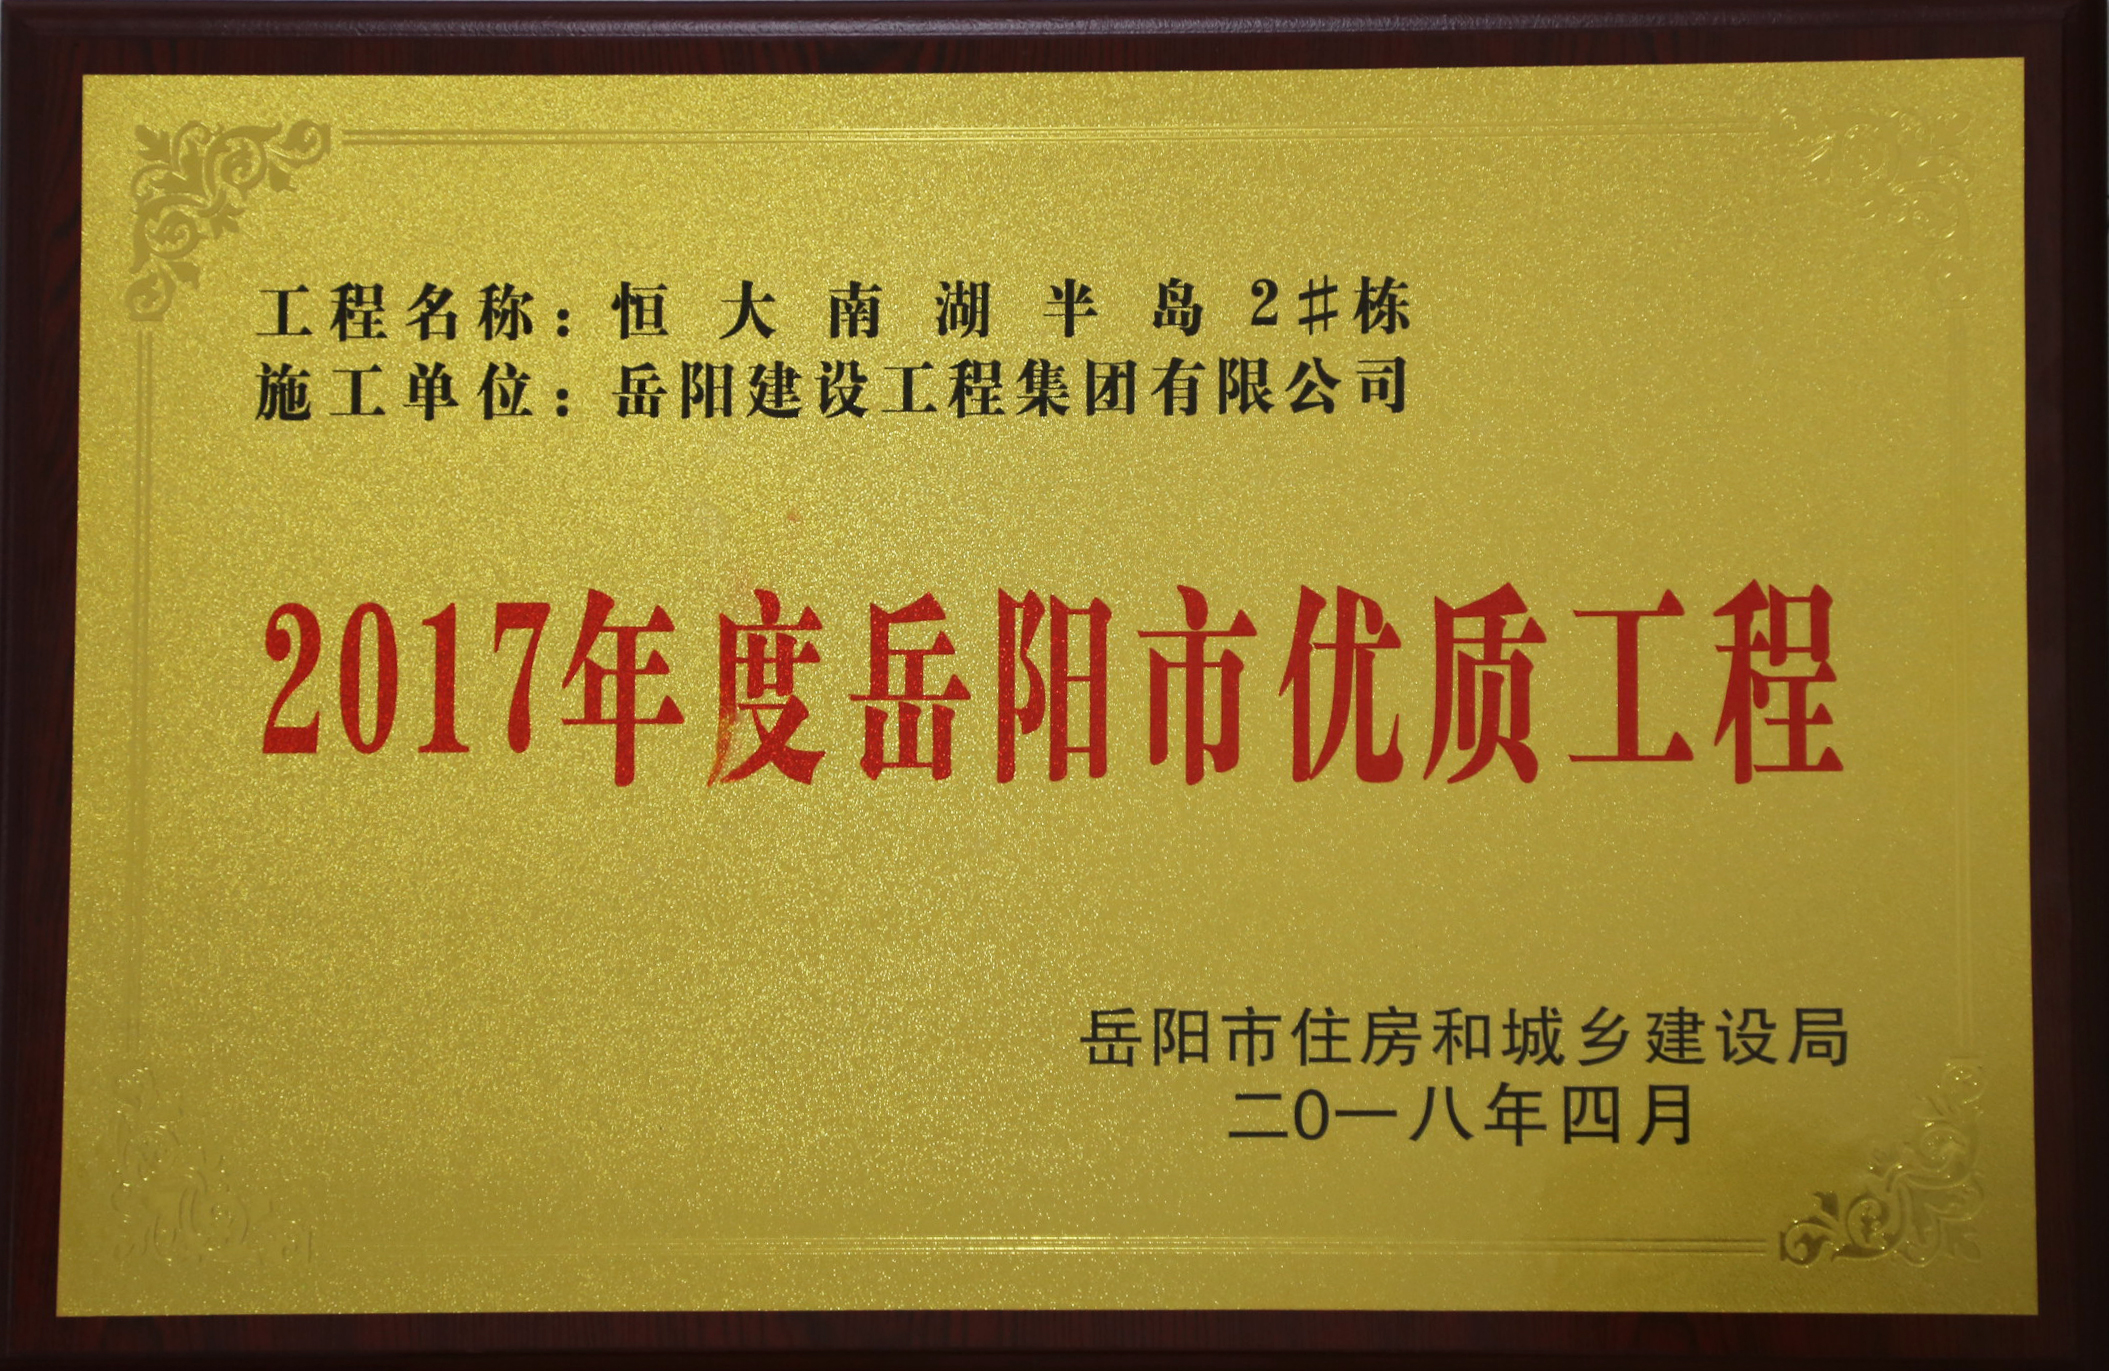 工程名称：恒大南湖半岛2#栋
施工单位：岳阳建设工程集团有限公司
2017年度岳阳市优质工程
岳阳市住房和城乡建设局
二0一八年四月